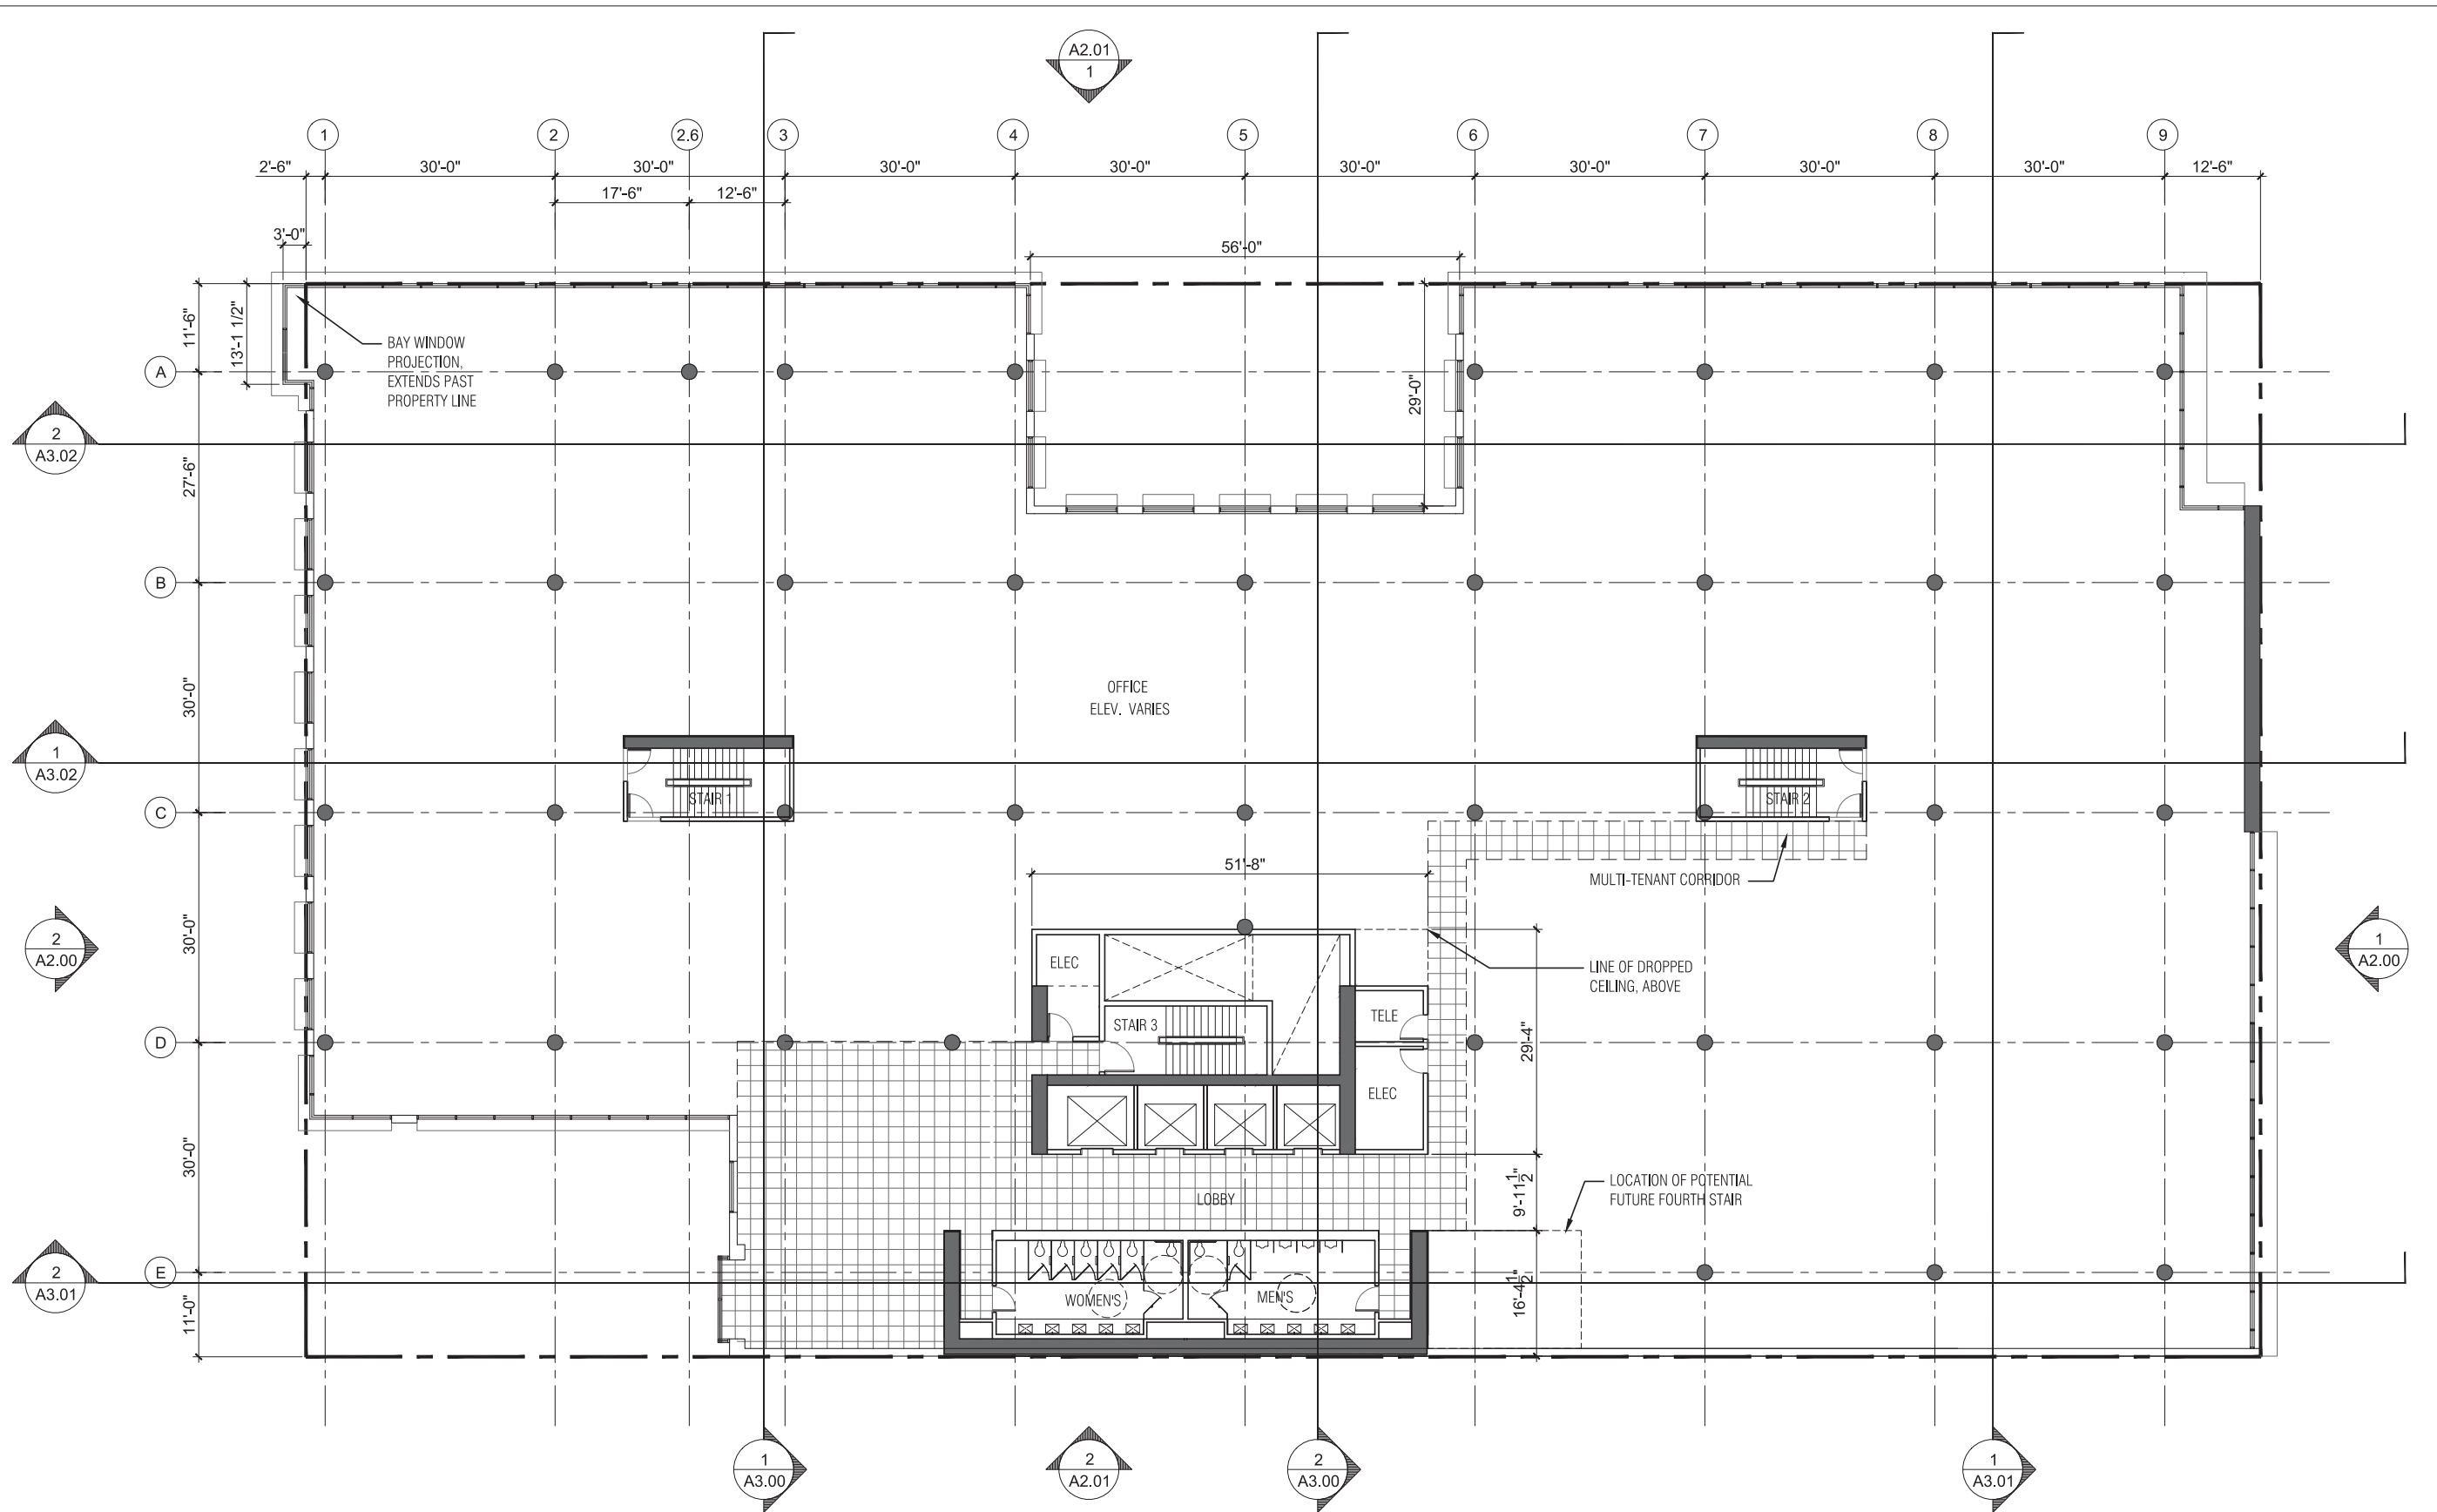 A2.01
1
1
2
2.6
3
4
5
6
7
8
9
2'-6"
30'-0"
30'-0"
30'-0"
30'-0"
30'-0"
30'-0"
30'-0"
30'-0"
12'-6"
17'-6"
12'-6"
3'-0"
56'-0"
11'-6"
13'-1 1/2"
BAY WINDOW
PROJECTION,
EXTENDS PAST
PROPERTY LINE
A
29'-0"
2
A3.02
27'-6"
B
30'-0"
OFFICE
ELEV. VARIES
1
A3.02
STAIR 1
STAIR 2
C
51'-8"
MULTI-TENANT CORRIDOR
30'-0"
2
A2.00
1
A2.00
ELEC
LINE OF DROPPED
CEILING, ABOVE
TELE
STAIR 3
D
29'-4"
ELEC
30'-0"
LOCATION OF POTENTIAL
FUTURE FOURTH STAIR
LOBBY
9'-11 1/2"
E
2
A3.01
WOMEN'S
MEN'S
16'-4 1/2"
11'-0"
1
A3.00
2
A2.01
2
A3.00
1
A3.01